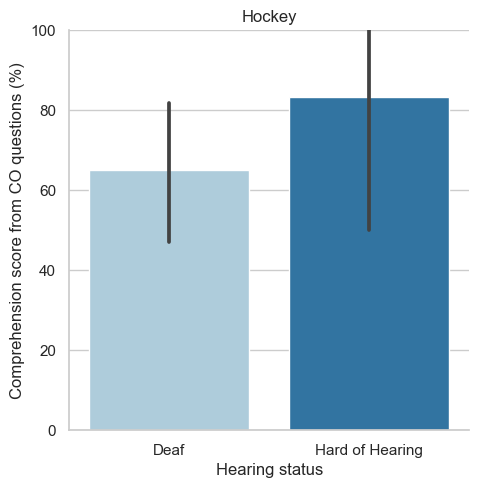 Hockey
Comprehension score from CO questions (%)
100
80
60
40
20
0
Deaf
Hard of Hearing
Hearing status